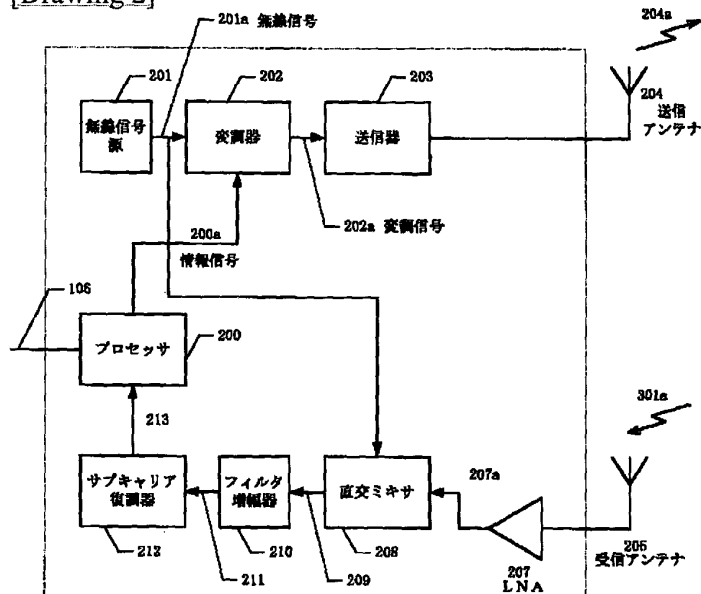 [Drawing 2]
201a 無線信号
204a
201
202
203
無線信号
源
変調器
送信器
204
送信
アンテナ
200a
情報信号
202a 変調信号
106
プロセッサ
200
213
301a
サブキャリア
復調器
フィルタ
増幅器
直交ミキサ
207a
212
211
210
209
208
207
LNA
受信アンテナ